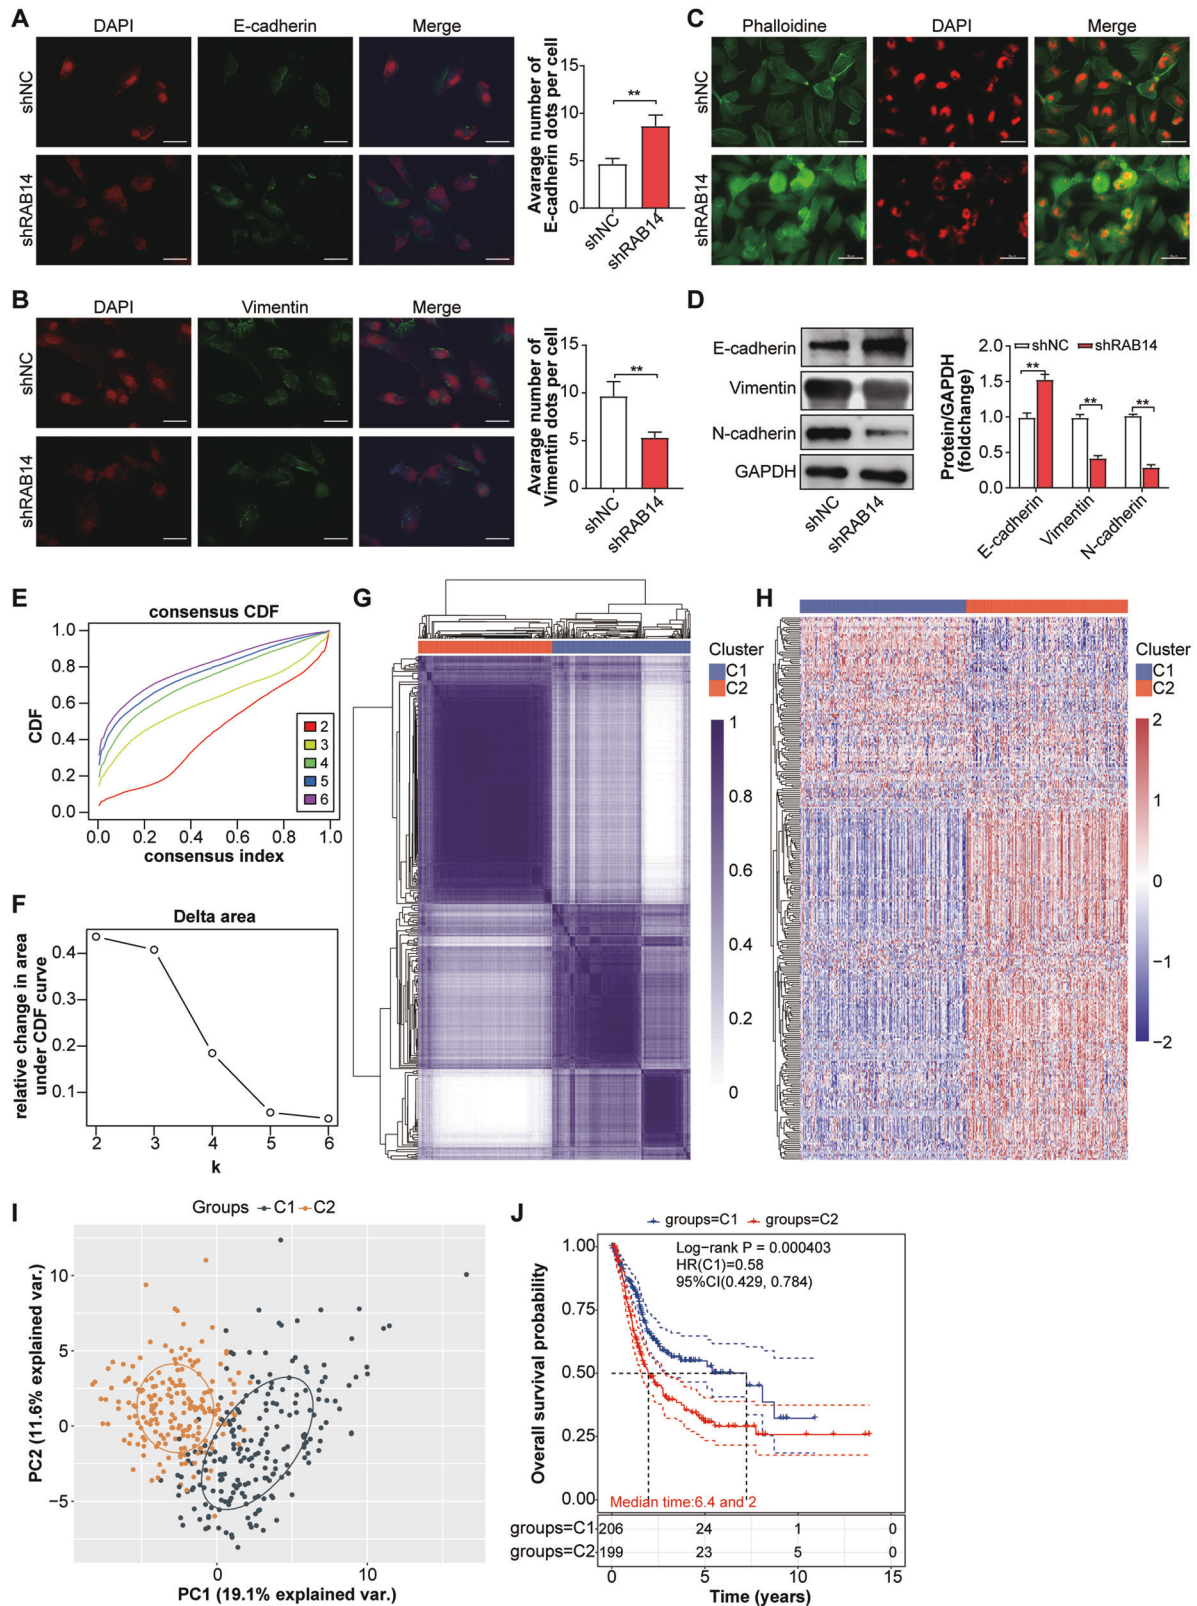 A
DAPI
E-cadherin
Merge
shNC
shRAB14
15
10
5
0
Avarage number of
E-cadherin dots per cell
**
shNC
shRAB14
C
Phalloidine
DAPI
Merge
shNC
shRAB14
B
DAPI
Vimentin
Merge
shNC
shRAB14
15
10
5
0
Avarage number of
Vimentin dots per cell
**
shNC
shRAB14
D
E-cadherin
Vimentin
N-cadherin
GAPDH
shNC
shRAB14
shNC shRAB14
2.0
1.5
1.0
0.5
0.0
Protein/GAPDH
(foldchange)
** ** **
E-cadherin
Vimentin
N-cadherin
E
consensus CDF
1.0
0.8
0.6
0.4
0.2
0.0
CDF
2
3
4
5
6
0.0 0.2 0.4 0.6 0.8 1.0
consensus index
F
Delta area
0.4
0.3
0.2
0.1
relative change in area
under CDF curve
2 3 4 5 6
k
G
Cluster
C1
C2
1
0.8
0.6
0.4
0.2
0
H
Cluster
C1
C2
2
1
0
−1
−2
I
Groups C1 C2
10
5
0
−5
PC2 (11.6% explained var.)
0 10
PC1 (19.1% explained var.)
J
groups=C1 groups=C2
Log−rank P = 0.000403
HR(C1)=0.58
95%CI(0.429, 0.784)
1.00
0.75
0.50
0.25
0.00
Overall survival probability
Median time:6.4 and 2
groups=C1 206 24 1 0
groups=C2 199 23 5 0
0 5 10 15
Time (years)